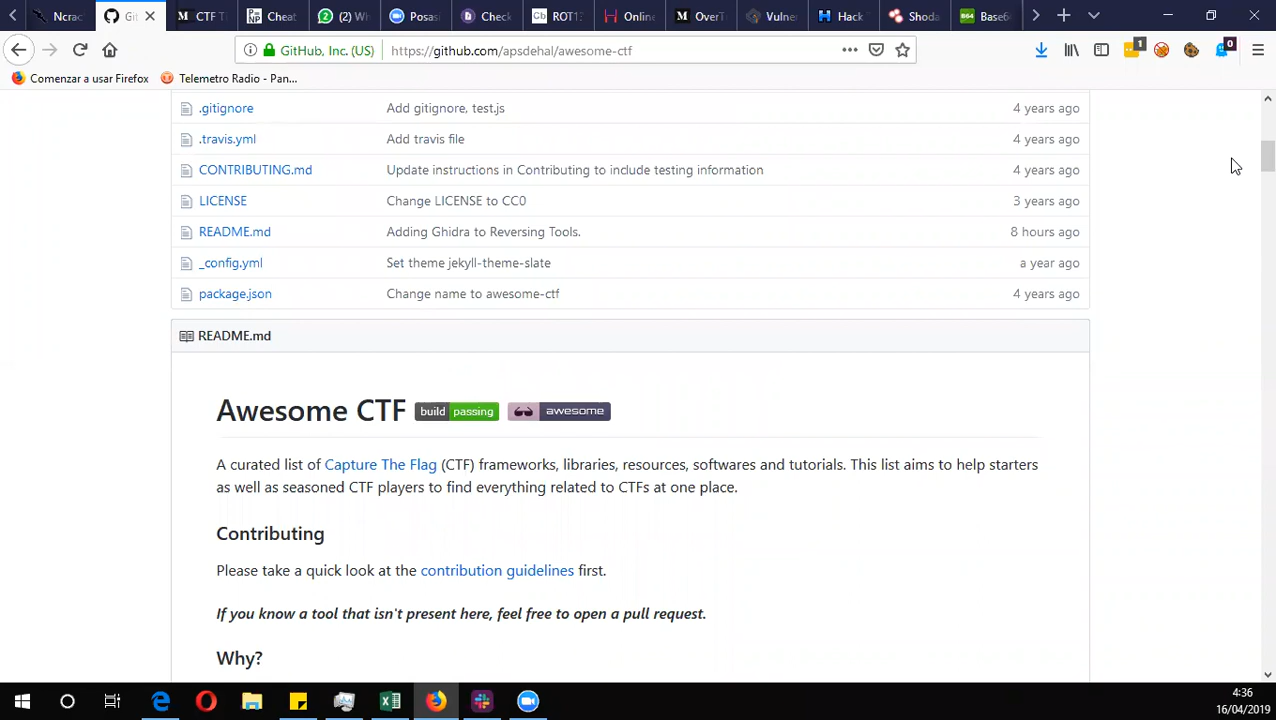 Ncrac
Git
CTF Ti
Cheat
(2) W
Posas
Check
ROT13
Online
OverT
Vulner
Hack
Shoda
Base6
GitHub, Inc. (US)
https://github.com/apsdehal/awesome-ctf
1
0
Comenzar a usar Firefox
Telemetro Radio - Pan...
.gitignore Add gitignore, test.js 4 years ago
.travis.yml Add travis file 4 years ago
CONTRIBUTING.md Update instructions in Contributing to include testing information 4 years ago
LICENSE Change LICENSE to CC0 3 years ago
README.md Adding Ghidra to Reversing Tools. 8 hours ago
_config.yml Set theme jekyll-theme-slate a year ago
package.json Change name to awesome-ctf 4 years ago
README.md
Awesome CTF build passing awesome
A curated list of Capture The Flag (CTF) frameworks, libraries, resources, softwares and tutorials. This list aims to help starters
as well as seasoned CTF players to find everything related to CTFs at one place.
Contributing
Please take a quick look at the contribution guidelines first.
If you know a tool that isn't present here, feel free to open a pull request.
Why?
4:36
16/04/2019